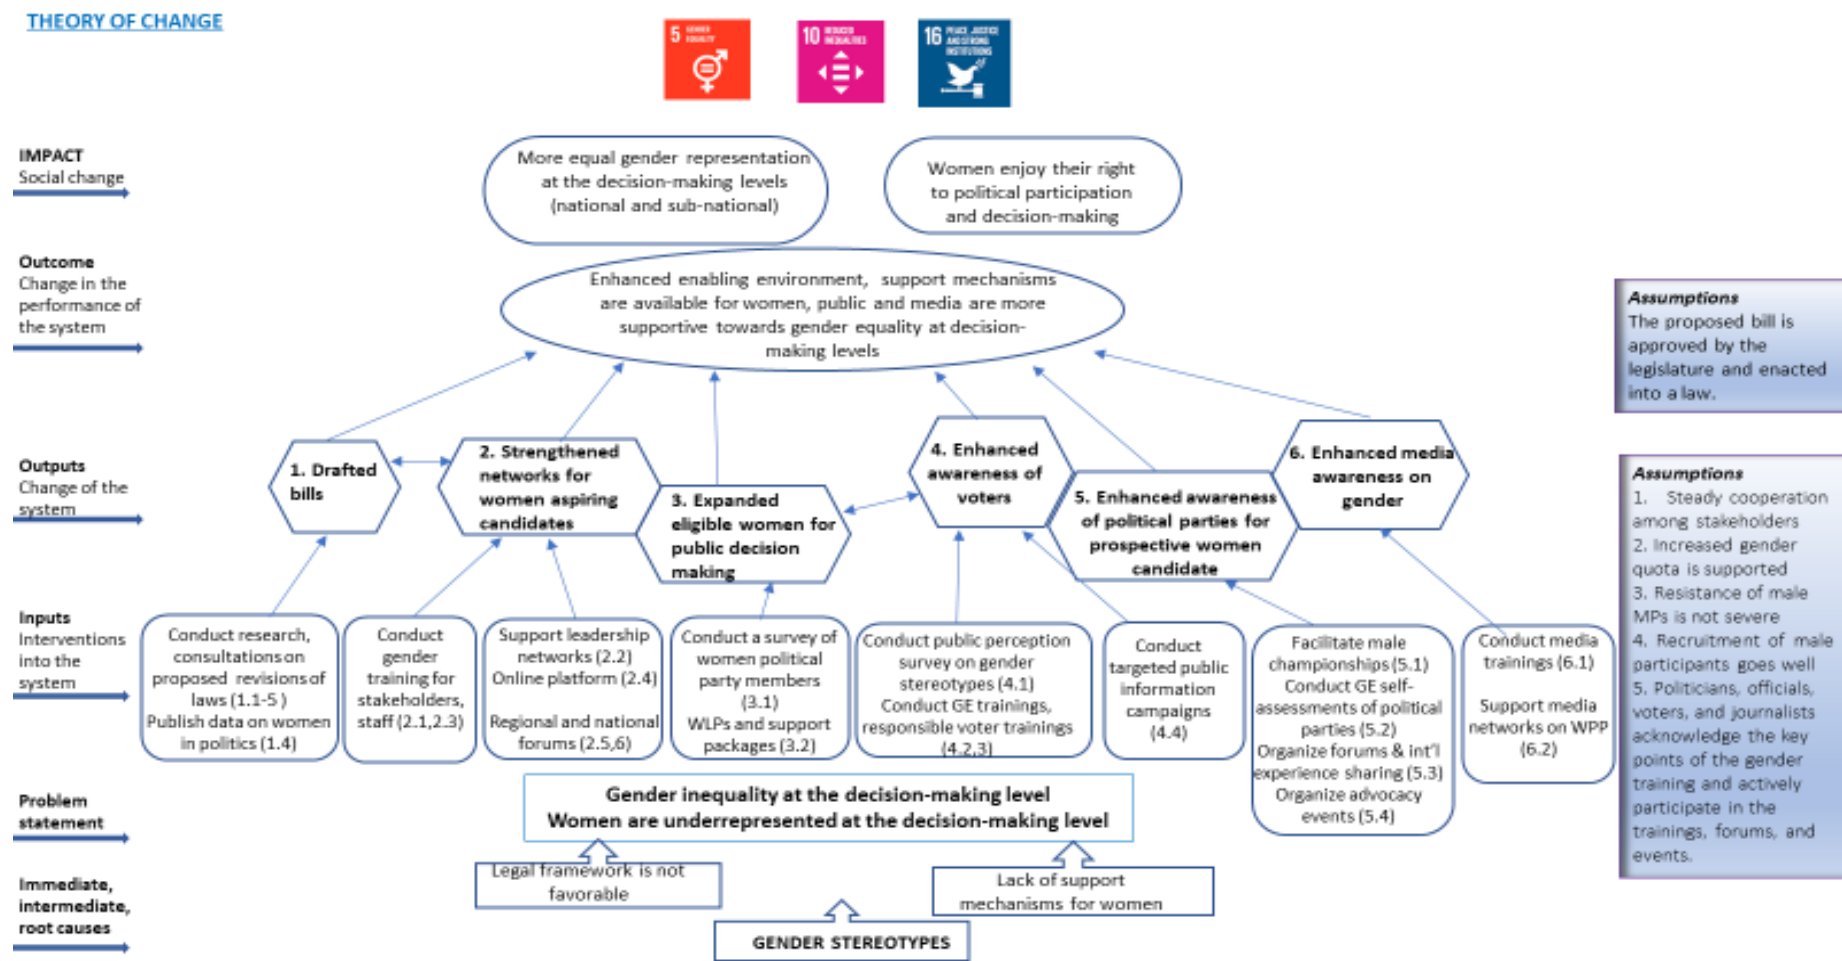 THEORY OF CHANGE
5 GENDER
EQUALITY
10 REDUCED
INEQUALITIES
16 PEACE, JUSTICE
AND STRONG
INSTITUTIONS
IMPACT
Social change
More equal gender representation
at the decision-making levels
(national and sub-national)
Women enjoy their right
to political participation
and decision-making
Outcome
Change in the
performance of
the system
Enhanced enabling environment, support mechanisms
are available for women, public and media are more
supportive towards gender equality at decision-
making levels
Assumptions
The proposed bill is
approved by the
legislature and enacted
into a law.
Outputs
Change of the
system
1. Drafted
bills
2. Strengthened
networks for
women aspiring
candidates
3. Expanded
eligible women for
public decision
making
4. Enhanced
awareness of
voters
5. Enhanced awareness
of political parties for
prospective women
candidate
6. Enhanced media
awareness on
gender
Assumptions
1. Steady cooperation
among stakeholders
2. Increased gender
quota is supported
3. Resistance of male
MPs is not severe
4. Recruitment of male
participants goes well
5. Politicians, officials,
voters, and journalists
acknowledge the key
points of the gender
training and actively
participate in the
trainings, forums, and
events.
Inputs
Interventions
into the
system
Conduct research,
consultations on
proposed revisions of
laws (1.1-5 )
Publish data on women
in politics (1.4)
Conduct
gender
training for
stakeholders,
staff (2.1,2.3)
Support leadership
networks (2.2)
Online platform (2.4)
Regional and national
forums (2.5,6)
Conduct a survey of
women political
party members
(3.1)
WLPs and support
packages (3.2)
Conduct public perception
survey on gender
stereotypes (4.1)
Conduct GE trainings,
responsible voter trainings
(4.2,3)
Conduct
targeted public
information
campaigns
(4.4)
Facilitate male
championships (5.1)
Conduct GE self-
assessments of political
parties (5.2)
Organize forums & int'l
experience sharing (5.3)
Organize advocacy
events (5.4)
Conduct media
trainings (6.1)
Support media
networks on WPP
(6.2)
Problem
statement
Gender inequality at the decision-making level
Women are underrepresented at the decision-making level
Immediate,
intermediate,
root causes
Legal framework is not
favorable
Lack of support
mechanisms for women
GENDER STEREOTYPES